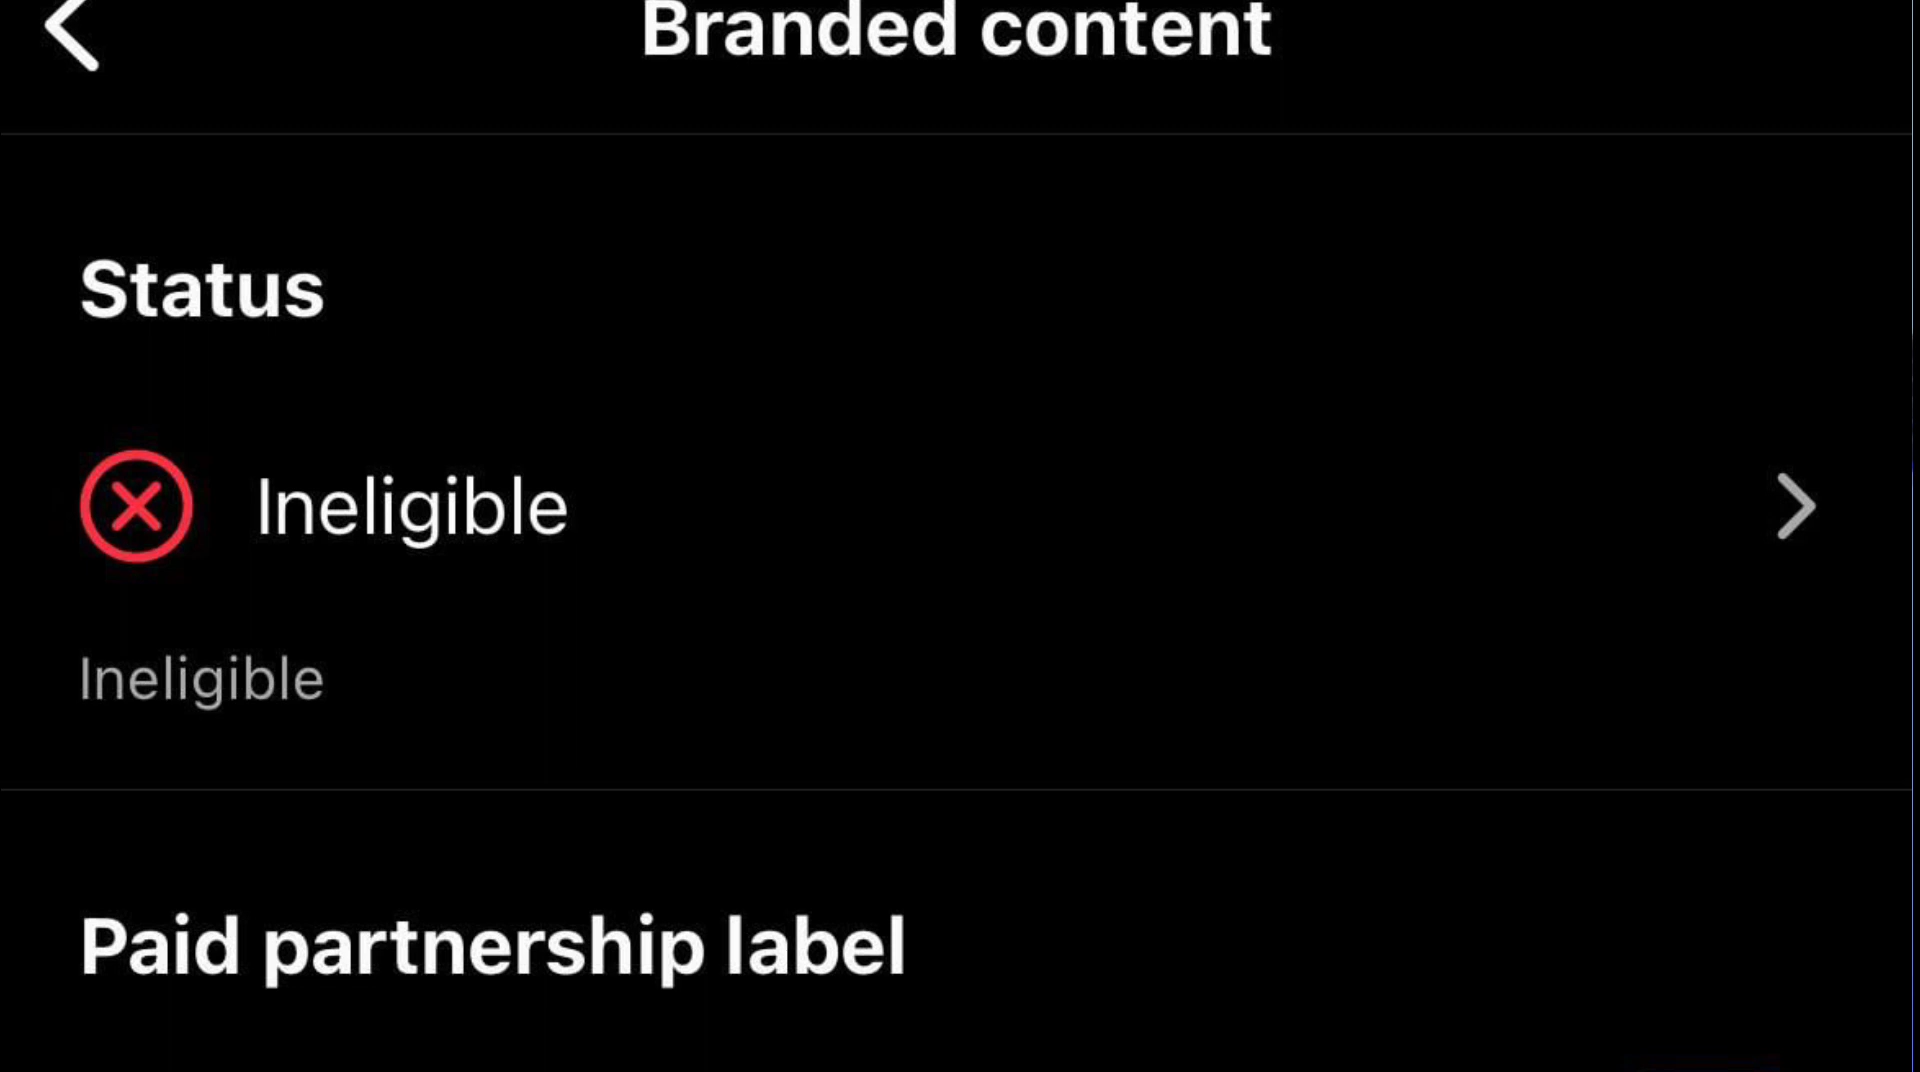 Branded content
Status
Ineligible
Ineligible
Paid partnership label